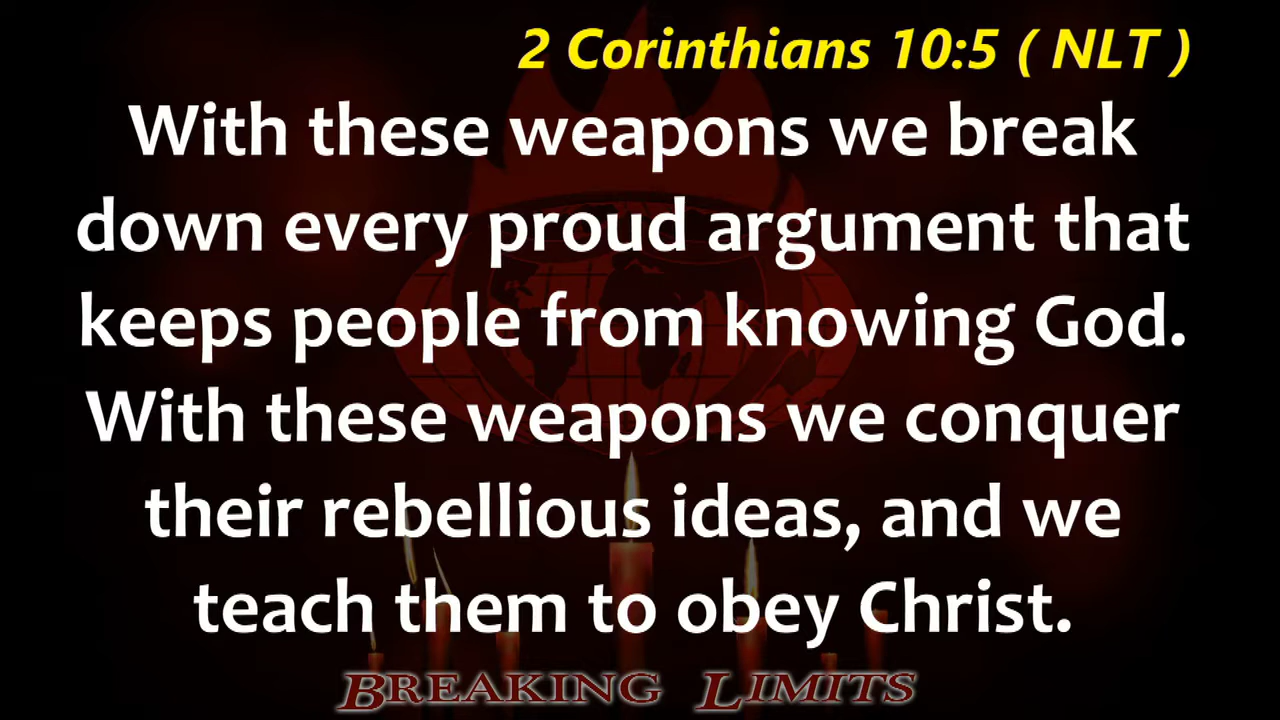 2 Corinthians 10:5 ( NLT )
With these weapons we break
down every proud argument that
keeps people from knowing God.
With these weapons we conquer
their rebellious ideas, and we
teach them to obey Christ.
BREAKING LIMITS